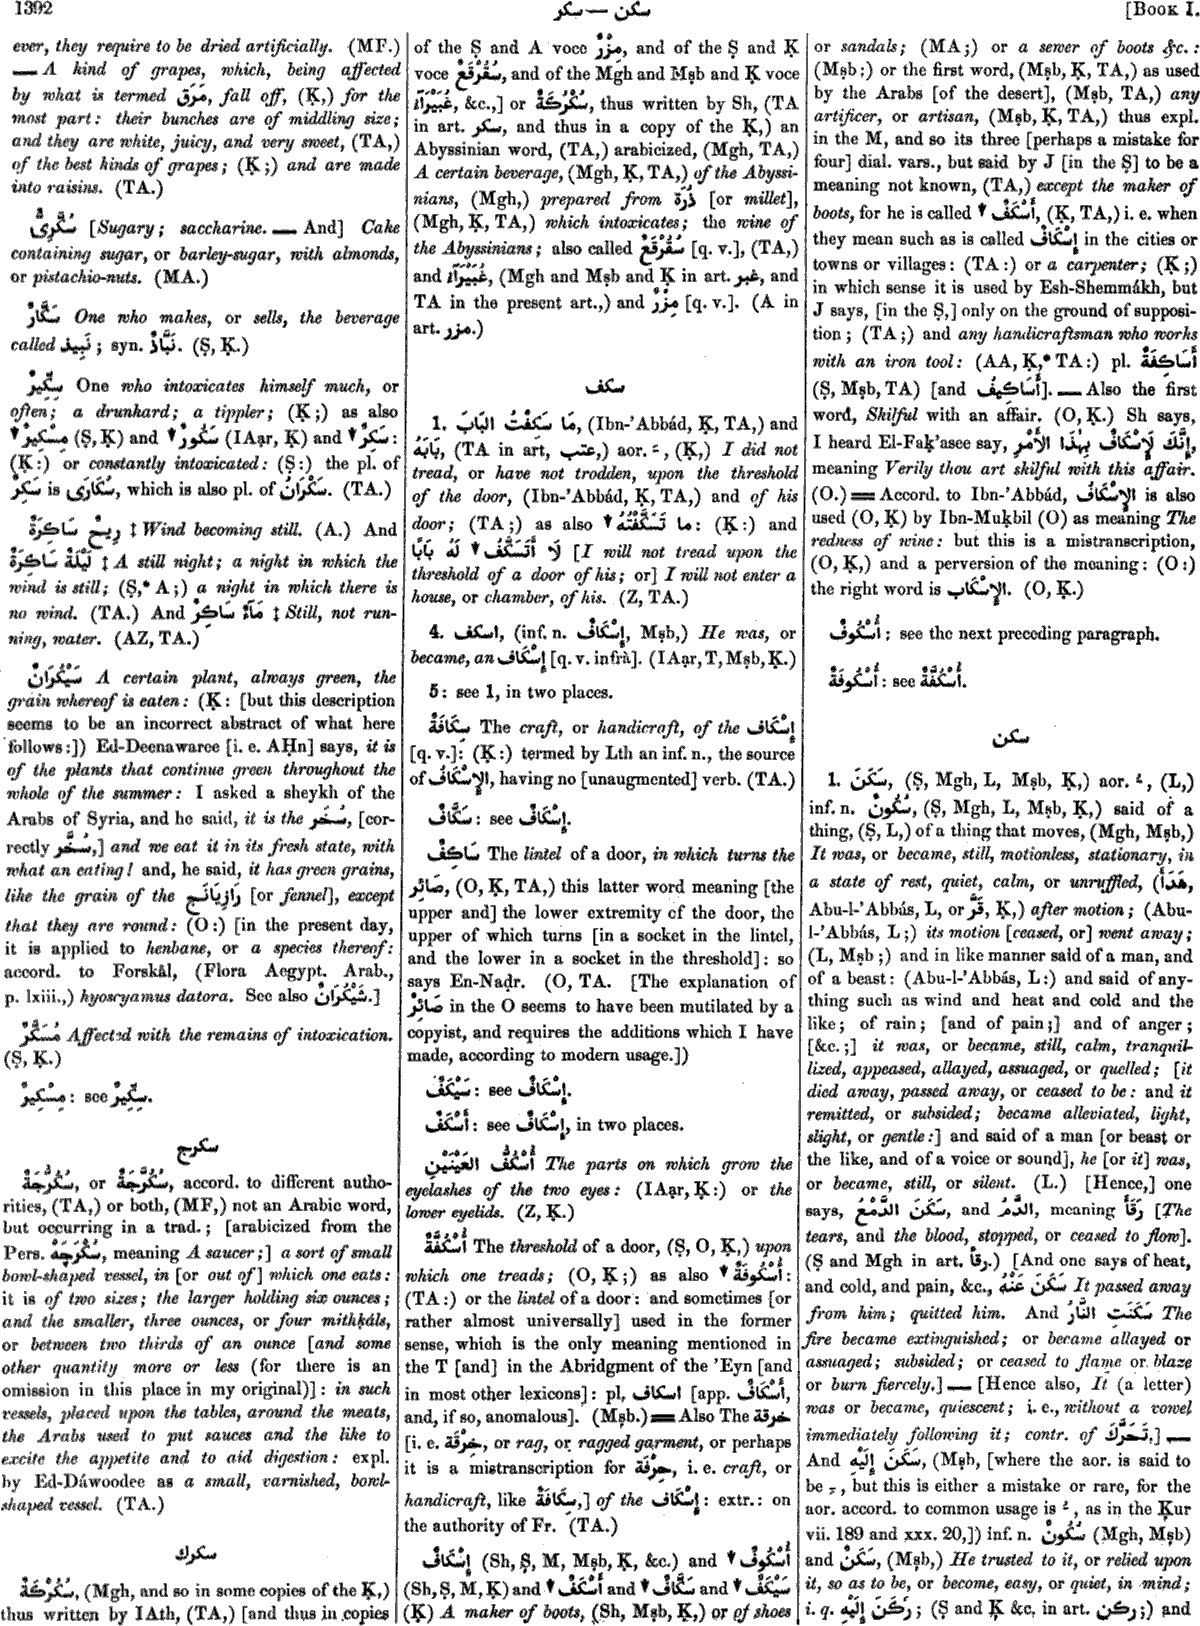 1392
سكن — سكر
[BOOK I.
ever, they require to be dried artificially. (MF.)
— A kind of grapes, which, being affected
by what is termed مَرَق, fall off, (Ḳ,) for the
most part: their bunches are of middling size;
and they are white, juicy, and very sweet, (TA,)
of the best kinds of grapes; (Ḳ;) and are made
into raisins. (TA.)
سُكَّرِىٌّ [Sugary; saccharine. — And] Cake
containing sugar, or barley-sugar, with almonds,
or pistachio-nuts. (MA.)
سَكَّارٌ One who makes, or sells, the beverage
called نَبِيذ; syn. نَبَّاذٌ. (Ṣ, Ḳ.)
سِكِّيرٌ One who intoxicates himself much, or
often; a drunkard; a tippler; (Ḳ;) as also
▼ مِسْكِيرٌ (Ṣ, Ḳ) and ▼ سَكُورٌ (IAạr, Ḳ) and ▼ سَكِرٌ:
(Ḳ:) or constantly intoxicated: (Ṣ:) the pl. of
سَكِرٌ is سُكَارَى, which is also pl. of سَكْرَانُ. (TA.)
رِيحٌ سَاكِرَةٌ ‡ Wind becoming still. (A.) And
لَيْلَةٌ سَاكِرَةٌ ‡ A still night; a night in which the
wind is still; (Ṣ,* A;) a night in which there is
no wind. (TA.) And مَآءٌ سَاكِرٌ ‡ Still, not run-
ning, water. (AZ, TA.)
سَيْكُرَانٌ A certain plant, always green, the
grain whereof is eaten: (Ḳ: [but this description
seems to be an incorrect abstract of what here
follows:]) Ed-Deenawaree [i. e. AḤn] says, it is
of the plants that continue green throughout the
whole of the summer: I asked a sheykh of the
Arabs of Syria, and he said, it is the سُخَر, [cor-
rectly سُخَّر,] and we eat it in its fresh state, with
what an eating! and, he said, it has green grains,
like the grain of the رَازِيَانَج [or fennel], except
that they are round: (O:) [in the present day,
it is applied to henbane, or a species thereof:
accord. to Forskål, (Flora Aegypt. Arab.,
p. lxiii.,) hyosryamus datora. See also شَيْكُرَانٌ.]
مُسَكَّرٌ Affected with the remains of intoxication.
(Ṣ, Ḳ.)
مِسْكِيرٌ: see سِكِّيرٌ.
سكرج
سُكُرُّجَةٌ, or سُكُرَّجَةٌ, accord. to different autho-
rities, (TA,) or both, (MF,) not an Arabic word,
but occurring in a trad.; [arabicized from the
Pers. سُكُرَّچَهْ, meaning A saucer;] a sort of small
bowl-shaped vessel, in [or out of] which one eats:
it is of two sizes; the larger holding six ounces;
and the smaller, three ounces, or four mithḳáls,
or between two thirds of an ounce [and some
other quantity more or less (for there is an
omission in this place in my original)]: in such
vessels, placed upon the tables, around the meats,
the Arabs used to put sauces and the like to
excite the appetite and to aid digestion: expl.
by Ed-Dáwoodee as a small, varnished, bowl-
shaped vessel. (TA.)
سكرك
سُكُرْكَةٌ, (Mgh, and so in some copies of the Ḳ,)
thus written by IAth, (TA,) [and thus in copies
of the Ṣ and A voce مِزْرٌ, and of the Ṣ and Ḳ
voce سُقُرْقَعٌ, and of the Mgh and Mṣb and Ḳ voce
غُبَيْرَآءُ, &c.,] or سُكْرُكَةٌ, thus written by Sh, (TA
in art. سكر, and thus in a copy of the Ḳ,) an
Abyssinian word, (TA,) arabicized, (Mgh, TA,)
A certain beverage, (Mgh, Ḳ, TA,) of the Abyssi-
nians, (Mgh,) prepared from ذُرَة [or millet],
(Mgh, Ḳ, TA,) which intoxicates; the wine of
the Abyssinians; also called سُقُرْقَع [q. v.], (TA,)
and غُبَيْرَآءُ, (Mgh and Mṣb and Ḳ in art. غبر, and
TA in the present art.,) and مِزْرٌ [q. v.]. (A in
art. مزر.)
سكف
1. مَا سَكِفْتُ البَابَ, (Ibn-'Abbád, Ḳ, TA,) and
بَابَهُ, (TA in art, عتب,) aor. ـَ, (Ḳ,) I did not
tread, or have not trodden, upon the threshold
of the door, (Ibn-'Abbád, Ḳ, TA,) and of his
door; (TA;) as also ▼ ما تَسَكَّفْتُهُ: (Ḳ:) and
لَا أَتَسَكَّفُ ▼ لَهُ بَابًا [I will not tread upon the
threshold of a door of his; or] I will not enter a
house, or chamber, of his. (Z, TA.)
4. اسكف, (inf. n. إِسْكَافٌ, Mṣb,) He was, or
became, an إِسْكَاف [q. v. infrà]. (IAạr, T, Mṣb, Ḳ.)
5: see 1, in two places.
سِكَافَةٌ The craft, or handicraft, of the إِسْكَاف
[q. v.]: (Ḳ:) termed by Lth an inf. n., the source
of الإِسْكَافُ, having no [unaugmented] verb. (TA.)
سَكَّافٌ: see إِسْكَافٌ.
سَاكِفٌ The lintel of a door, in which turns the
صَائِر, (O, Ḳ, TA,) this latter word meaning [the
upper and] the lower extremity of the door, the
upper of which turns [in a socket in the lintel,
and the lower in a socket in the threshold]: so
says En-Naḍr. (O, TA. [The explanation of
صَائِرٌ in the O seems to have been mutilated by a
copyist, and requires the additions which I have
made, according to modern usage.])
سَيْكَفٌ: see إِسْكَافٌ.
أَسْكَفٌ: see إِسْكَافٌ, in two places.
أُسْكُفُّ العَيْنَيْنِ The parts on which grow the
eyelashes of the two eyes: (IAạr, Ḳ:) or the
lower eyelids. (Z, Ḳ.)
أُسْكُفَّةٌ The threshold of a door, (Ṣ, O, Ḳ,) upon
which one treads; (O, Ḳ;) as also ▼ أُسْكُوفَةٌ:
(TA:) or the lintel of a door: and sometimes [or
rather almost universally] used in the former
sense, which is the only meaning mentioned in
the T [and] in the Abridgment of the 'Eyn [and
in most other lexicons]: pl, اسكاف [app. أَسْكَافٌ,
and, if so, anomalous]. (Mṣb.) — Also The خرقة
[i. e. خِرْقَة, or rag, or ragged garment, or perhaps
it is a mistranscription for حِرْفَة, i. e. craft, or
handicraft, like سِكَافَةٌ,] of the إِسْكَاف: extr.: on
the authority of Fr. (TA.)
إِسْكَافٌ (Sh, Ṣ, M, Mṣb, Ḳ, &c.) and ▼ أُسْكُوفٌ
(Sh, Ṣ, M, Ḳ) and ▼ أَسْكَفٌ and ▼ سَكَّافٌ and ▼ سَيْكَفٌ
(Ḳ) A maker of boots, (Sh, Mṣb, Ḳ,) or of shoes
or sandals; (MA;) or a sewer of boots &c.:
(Mṣb:) or the first word, (Mṣb, Ḳ, TA,) as used
by the Arabs [of the desert], (Mṣb, TA,) any
artificer, or artisan, (Mṣb, Ḳ, TA,) thus expl.
in the M, and so its three [perhaps a mistake for
four] dial. vars., but said by J [in the Ṣ] to be a
meaning not known, (TA,) except the maker of
boots, for he is called ▼ أَسْكَفٌ, (Ḳ, TA,) i. e. when
they mean such as is called إِسْكَافٌ in the cities or
towns or villages: (TA:) or a carpenter; (Ḳ;)
in which sense it is used by Esh-Shemmákh, but
J says, [in the Ṣ,] only on the ground of supposi-
tion; (TA;) and any handicraftsman who works
with an iron tool: (AA, Ḳ,* TA:) pl. أَسَاكِفَةٌ
(Ṣ, Mṣb, TA) [and أَسَاكِيفُ]. — Also the first
word, Skilful with an affair. (O, Ḳ.) Sh says,
I heard El-Faḳ'asee say, إِنَّكَ لَإِسْكَافٌ بِهٰذَا الأَمْرِ,
meaning Verily thou art skilful with this affair.
(O.) — Accord. to Ibn-'Abbád, الإِسْكَافُ is also
used (O, Ḳ) by Ibn-Muḳbil (O) as meaning The
redness of wine: but this is a mistranscription,
(O, Ḳ,) and a perversion of the meaning: (O:)
the right word is الإِسْكَاب. (O, Ḳ.)
أُسْكُوفٌ: see the next preceding paragraph.
أُسْكُوفَةٌ: see أُسْكُفَّةٌ.
سكن
1. سَكَنَ, (Ṣ, Mgh, L, Mṣb, Ḳ,) aor. ـُ, (L,)
inf. n. سُكُونٌ, (Ṣ, Mgh, L, Mṣb, Ḳ,) said of a
thing, (Ṣ, L,) of a thing that moves, (Mgh, Mṣb,)
It was, or became, still, motionless, stationary, in
a state of rest, quiet, calm, or unruffled, (هَدَأَ,
Abu-l-'Abbás, L, or قَرَّ, Ḳ,) after motion; (Abu-
l-'Abbás, L;) its motion [ceased, or] went away;
(L, Mṣb;) and in like manner said of a man, and
of a beast: (Abu-l-'Abbás, L:) and said of any-
thing such as wind and heat and cold and the
like; of rain; [and of pain;] and of anger;
[&c.;] it was, or became, still, calm, tranquil-
lized, appeased, allayed, assuaged, or quelled; [it
died away, passed away, or ceased to be: and it
remitted, or subsided; became alleviated, light,
slight, or gentle:] and said of a man [or beast or
the like, and of a voice or sound], he [or it] was,
or became, still, or silent. (L.) [Hence,] one
says, سَكَنَ الدَّمْعُ, and الدَّمُ, meaning رَقَأَ [The
tears, and the blood, stopped, or ceased to flow].
(Ṣ and Mgh in art. رقأ.) [And one says of heat,
and cold, and pain, &c., سَكَنَ عَنْهُ It passed away
from him; quitted him. And سَكَنَتِ النَّارُ The
fire became extinguished; or became allayed or
assuaged; subsided; or ceased to flame or blaze
or burn fiercely.] — [Hence also, It (a letter)
was or became, quiescent; i. e., without a vowel
immediately following it; contr. of تَحَرَّكَ,] —
And سَكَنَ إِلَيْهِ, (Mṣb, [where the aor. is said to
be ـِ, but this is either a mistake or rare, for the
aor. accord. to common usage is ـُ, as in the Ḳur
vii. 189 and xxx. 20,]) inf. n. سُكُونٌ (Mgh, Mṣb)
and سَكَنٌ, (Mṣb,) He trusted to it, or relied upon
it, so as to be, or become, easy, or quiet, in mind;
i. q. رَكَنَ إِلَيْهِ; (Ṣ and Ḳ &c. in art. ركن;) and